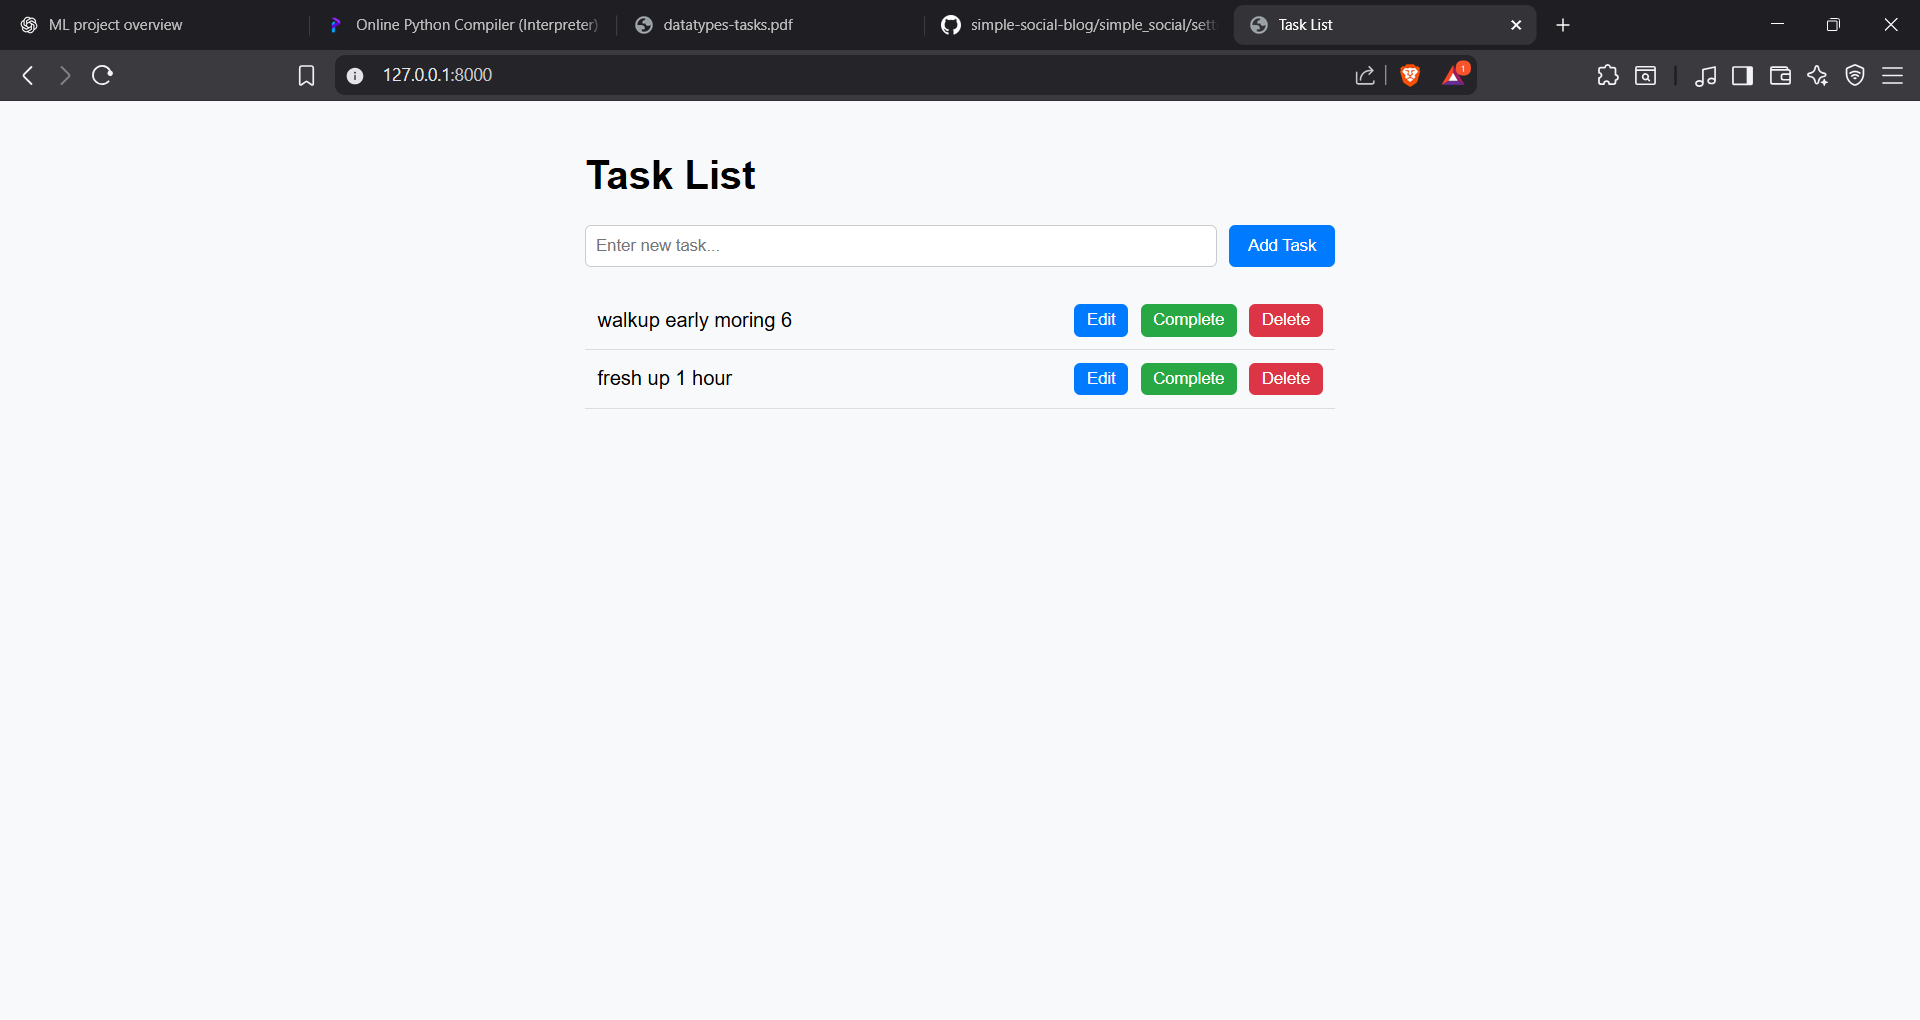 ML project overview
Online Python Compiler (Interpreter)
datatypes-tasks.pdf
simple-social-blog/simple_social/sett
Task List
127.0.0.1:8000
1
Task List
Enter new task...
Add Task
walkup early moring 6
Edit
Complete
Delete
fresh up 1 hour
Edit
Complete
Delete